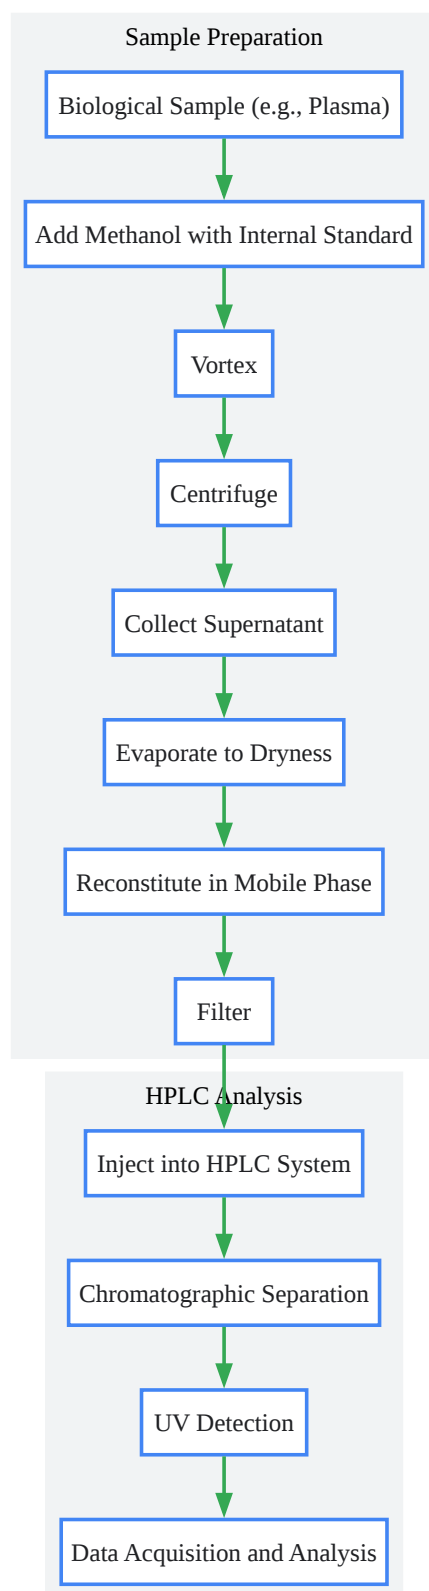 Sample Preparation
Biological Sample (e.g., Plasma)
Add Methanol with Internal Standard
Vortex
Centrifuge
Collect Supernatant
Evaporate to Dryness
Reconstitute in Mobile Phase
Filter
HPLC Analysis
Inject into HPLC System
Chromatographic Separation
UV Detection
Data Acquisition and Analysis